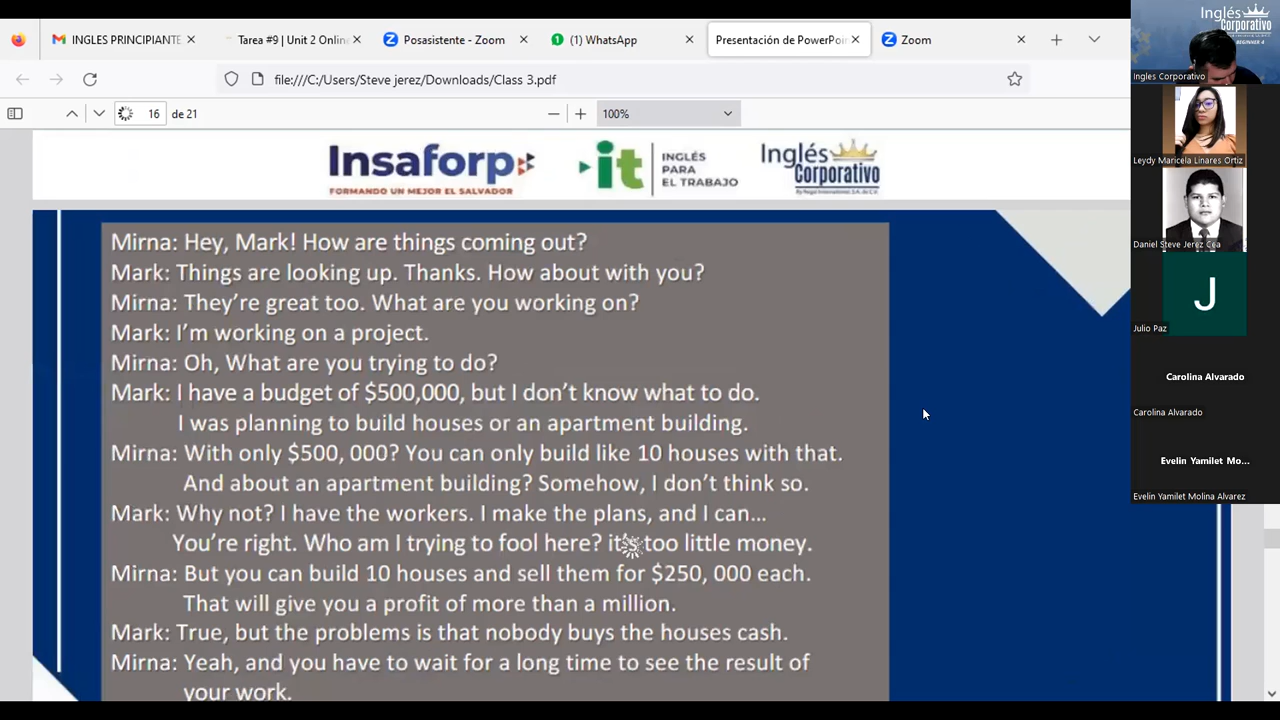 INGLES PRINCIPIANTE
Tarea #9 | Unit 2 Onlin
Posasistente - Zoom
(1) WhatsApp
Presentación de PowerPoi
Zoom
file:///C:/Users/Steve jerez/Downloads/Class 3.pdf
16 de 21
100%
Insaforp
FORMANDO UN MEJOR EL SALVADOR
it
INGLÉS
PARA
EL TRABAJO
Inglés
Corporativo
Mirna: Hey, Mark! How are things coming out?
Mark: Things are looking up. Thanks. How about with you?
Mirna: They're great too. What are you working on?
Mark: I'm working on a project.
Mirna: Oh, What are you trying to do?
Mark: I have a budget of $500,000, but I don't know what to do.
I was planning to build houses or an apartment building.
Mirna: With only $500, 000? You can only build like 10 houses with that.
And about an apartment building? Somehow, I don't think so.
Mark: Why not? I have the workers. I make the plans, and I can...
You're right. Who am I trying to fool here? it's too little money.
Mirna: But you can build 10 houses and sell them for $250, 000 each.
That will give you a profit of more than a million.
Mark: True, but the problems is that nobody buys the houses cash.
Mirna: Yeah, and you have to wait for a long time to see the result of
your work.
Inglés
Corporativo
BEGINNER 4
Ingles Corporativo
Leydy Maricela Linares Ortiz
Daniel Steve Jerez Cea
J
Julio Paz
Carolina Alvarado
Carolina Alvarado
Evelin Yamilet Mo...
Evelin Yamilet Molina Alvarez